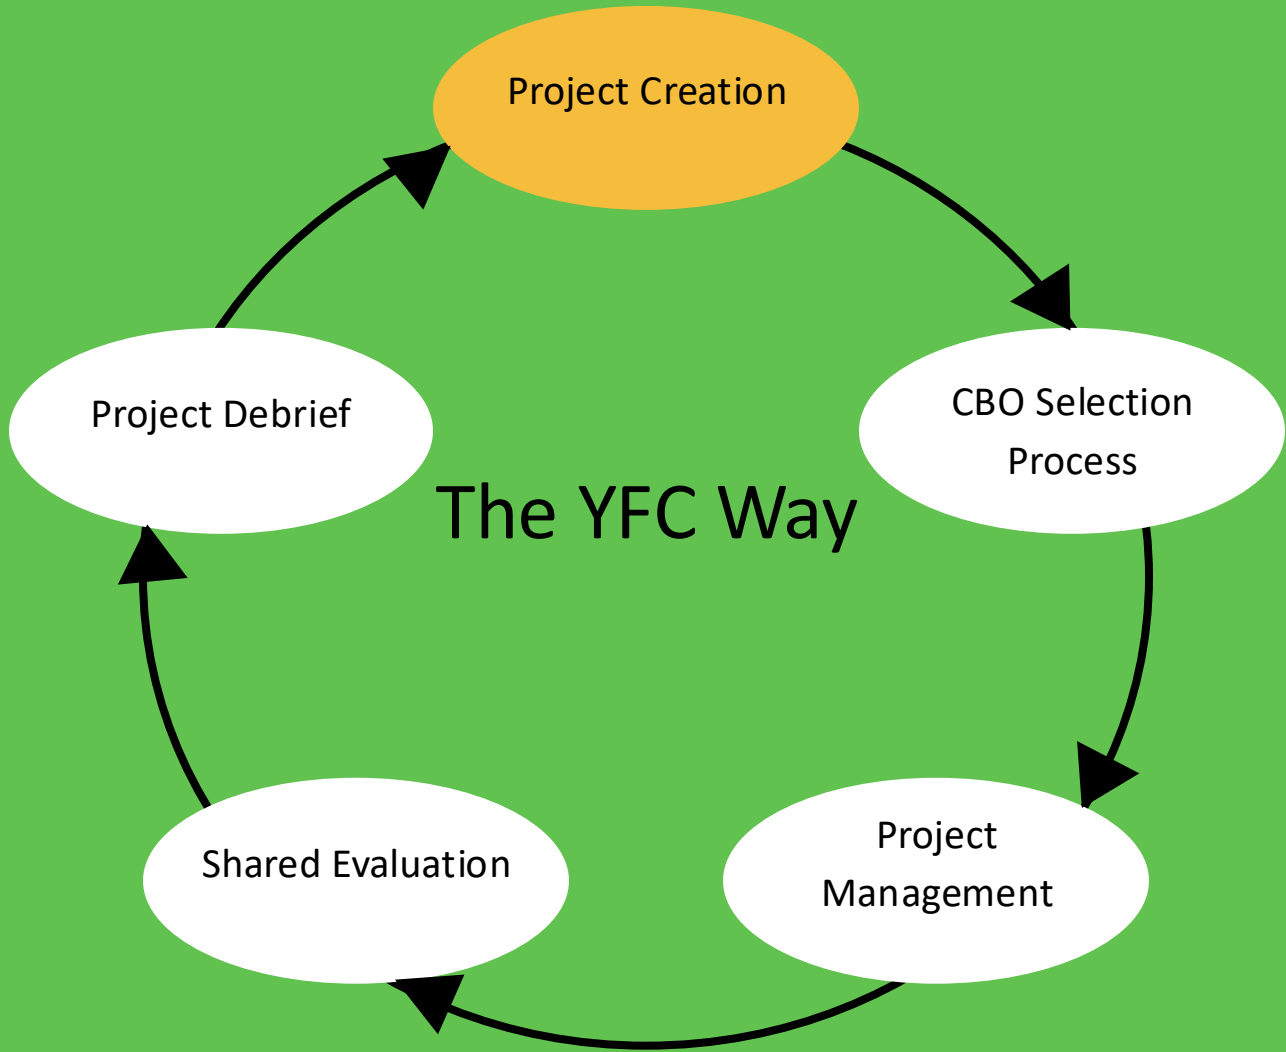 Project Creation
CBO Selection
Process
Project
Management
Shared Evaluation
Project Debrief
The YFC Way